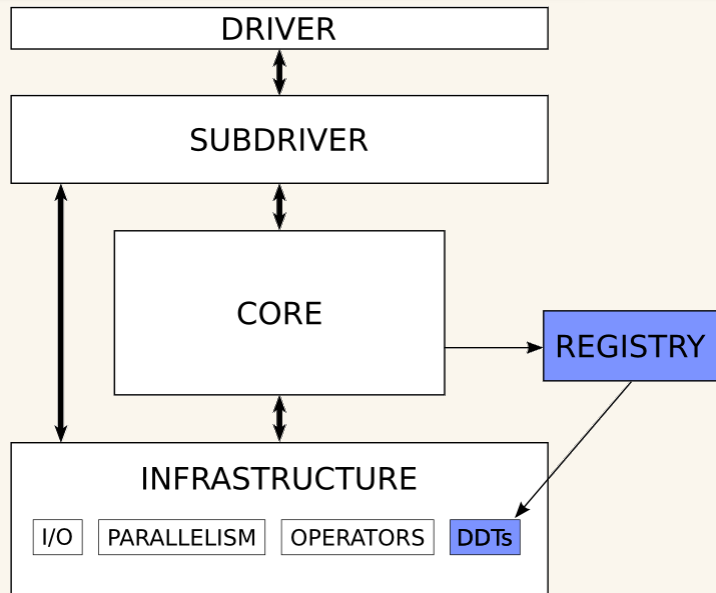 DRIVER
SUBDRIVER
CORE
REGISTRY
INFRASTRUCTURE
I/O
PARALLELISM
OPERATORS
DDTs